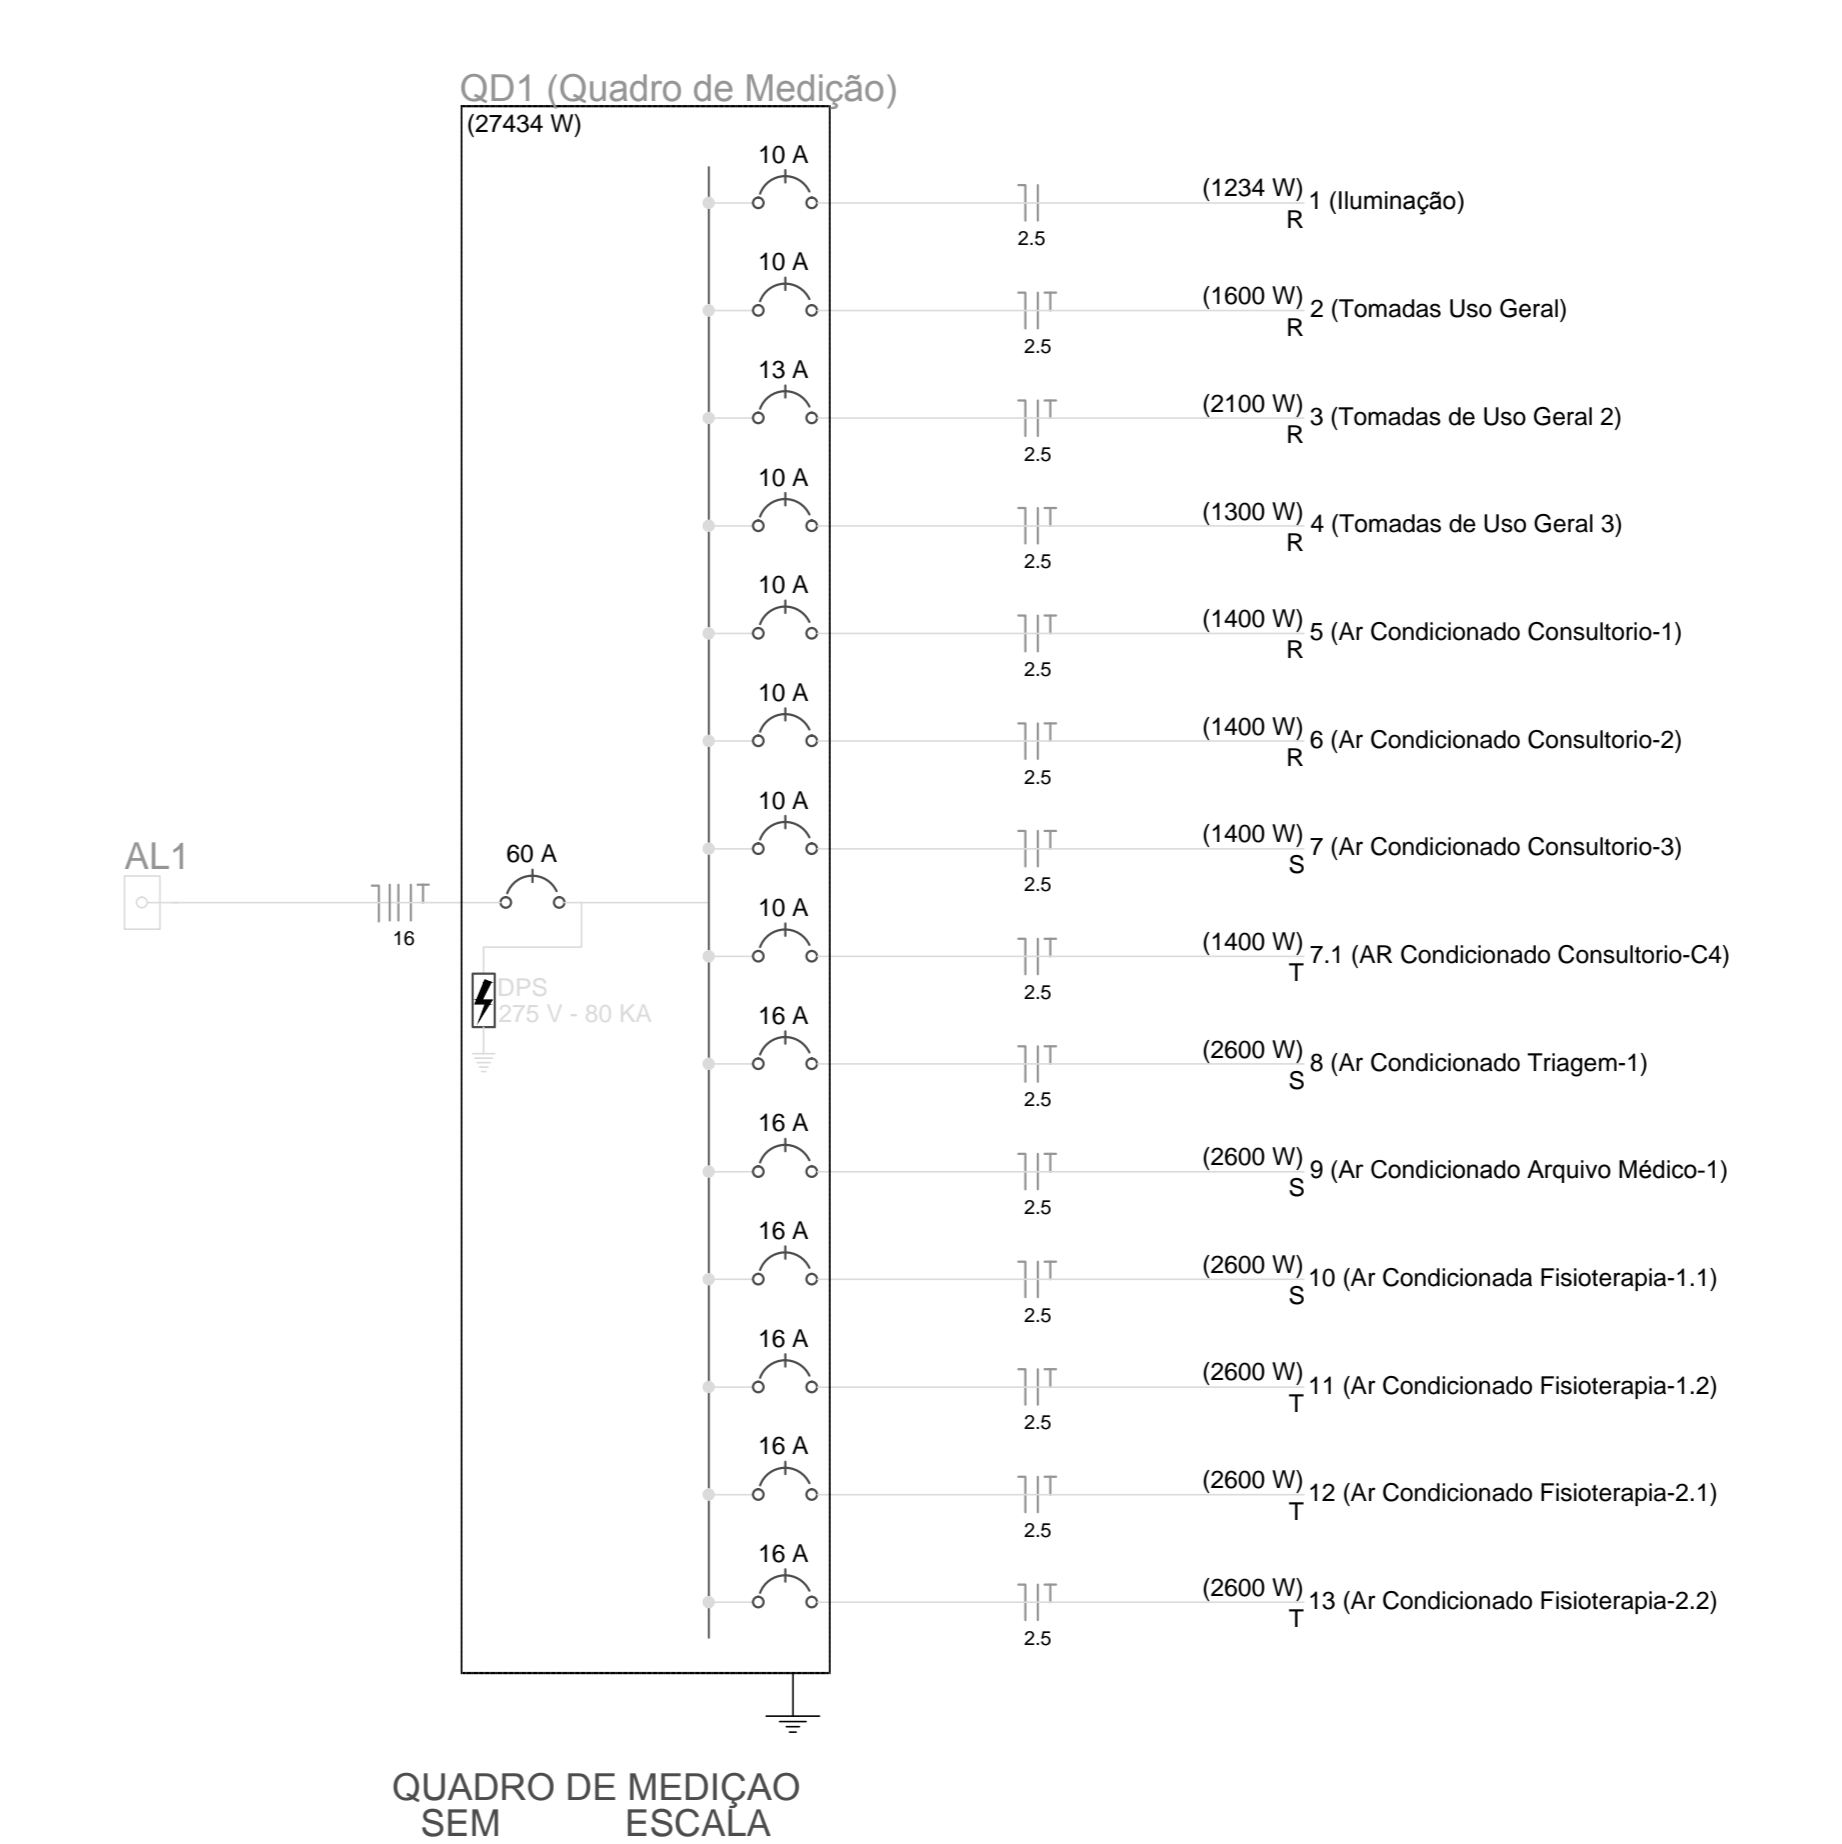 QD1 (Quadro de Medição)
(27434 W)
10 A
(1234 W)
1 (Iluminação)
R
2.5
10 A
(1600 W)
2 (Tomadas Uso Geral)
R
2.5
13 A
(2100 W)
3 (Tomadas de Uso Geral 2)
R
2.5
10 A
(1300 W)
4 (Tomadas de Uso Geral 3)
R
2.5
10 A
(1400 W)
5 (Ar Condicionado Consultorio-1)
R
2.5
10 A
(1400 W)
6 (Ar Condicionado Consultorio-2)
R
2.5
10 A
(1400 W)
7 (Ar Condicionado Consultorio-3)
S
2.5
AL1
60 A
16
10 A
(1400 W)
7.1 (AR Condicionado Consultorio-C4)
T
2.5
DPS
275 V - 80 KA
16 A
(2600 W)
8 (Ar Condicionado Triagem-1)
S
2.5
16 A
(2600 W)
9 (Ar Condicionado Arquivo Médico-1)
S
2.5
16 A
(2600 W)
10 (Ar Condicionada Fisioterapia-1.1)
S
2.5
16 A
(2600 W)
11 (Ar Condicionado Fisioterapia-1.2)
T
2.5
16 A
(2600 W)
12 (Ar Condicionado Fisioterapia-2.1)
T
2.5
16 A
(2600 W)
13 (Ar Condicionado Fisioterapia-2.2)
T
2.5
QUADRO DE MEDIÇAO
SEM ESCALA